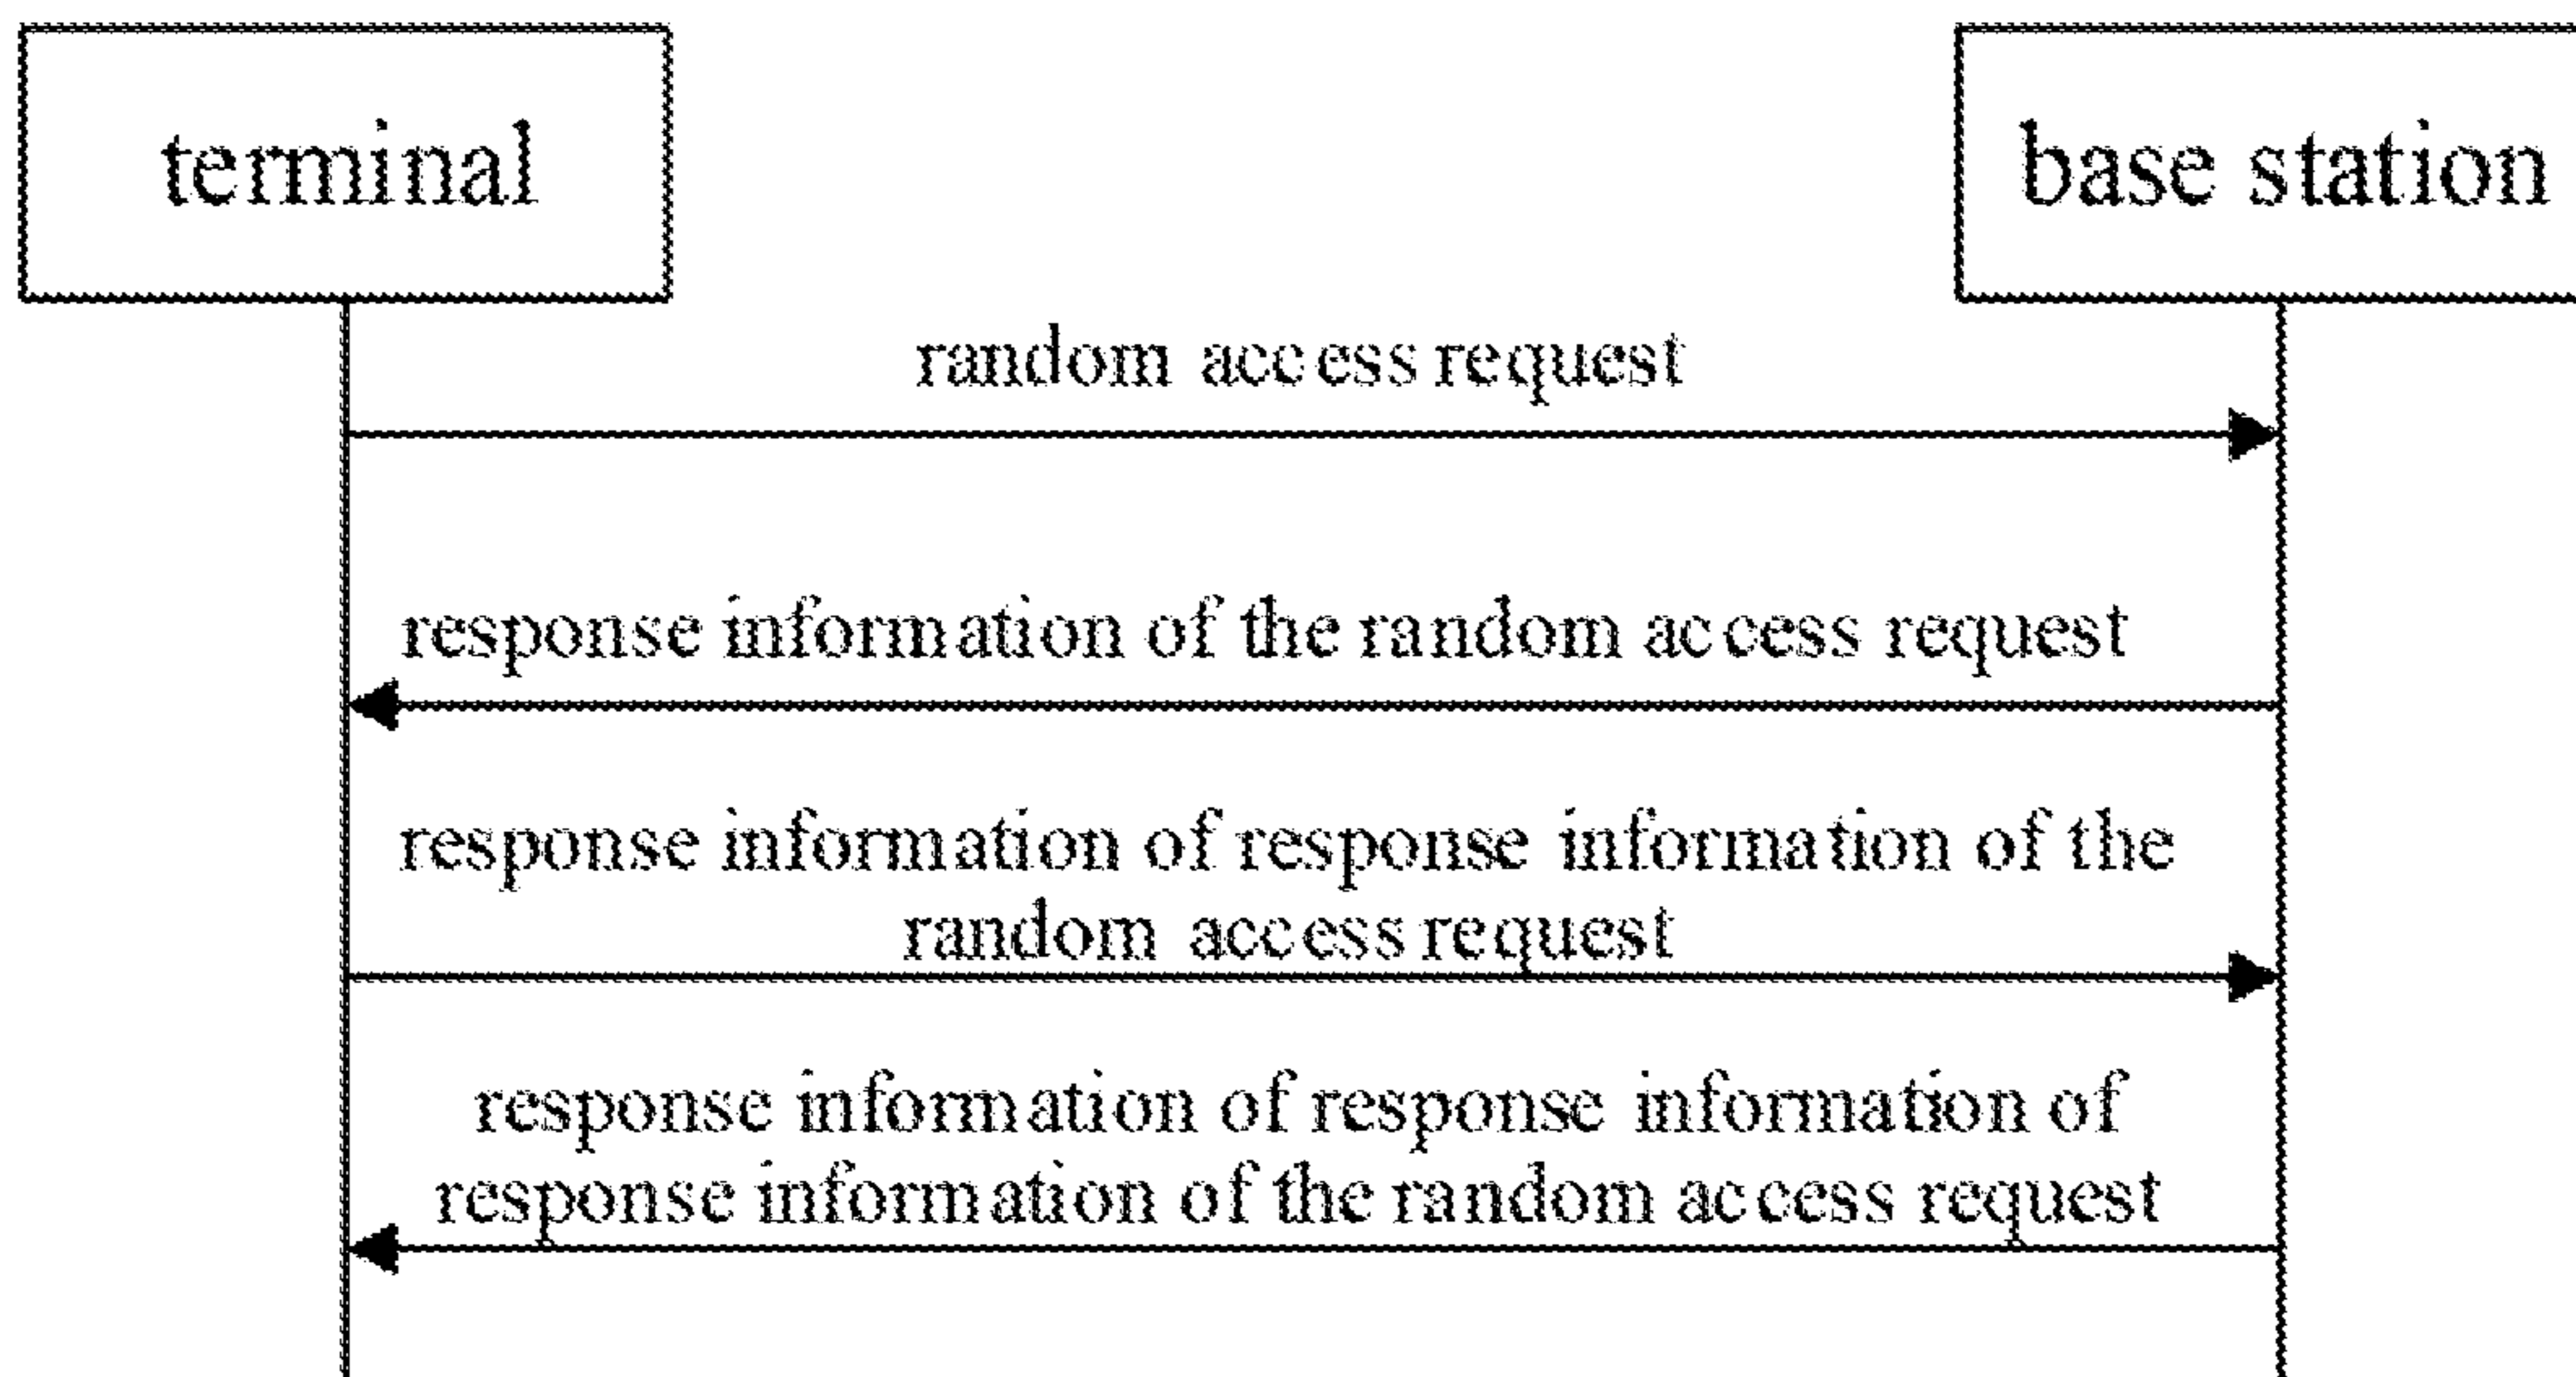 terminal
base station
random access request
response information of the random access request
response information of response information of the
random access request
response information of response information of
response information of the random access request